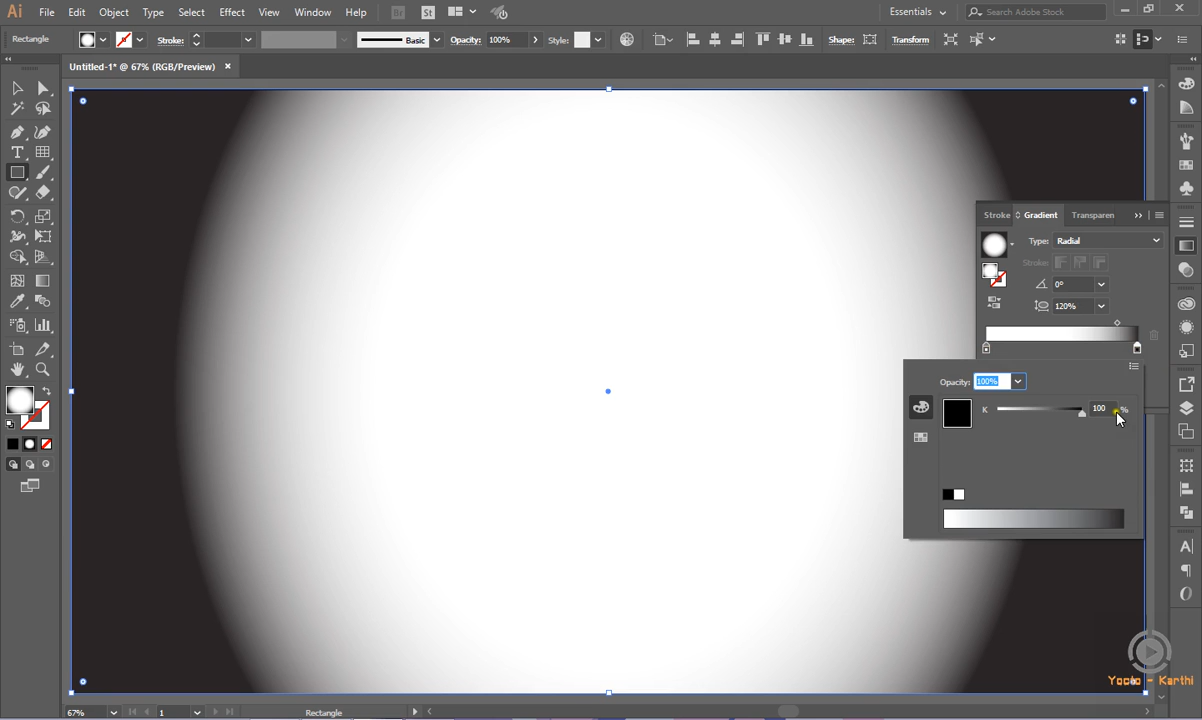 Ai File Edit Object Type Select Effect View Window Help Br St Essentials Search Adobe Stock
Rectangle Stroke: Basic Opacity: 100% Style: Shape: Transform
Untitled-1* @ 67% (RGB/Preview)
Stroke Gradient Transparen
Type: Radial
Stroke:
0°
120%
Opacity: 100%
K 100 %
67% 1 Rectangle
Yocto - Karthi